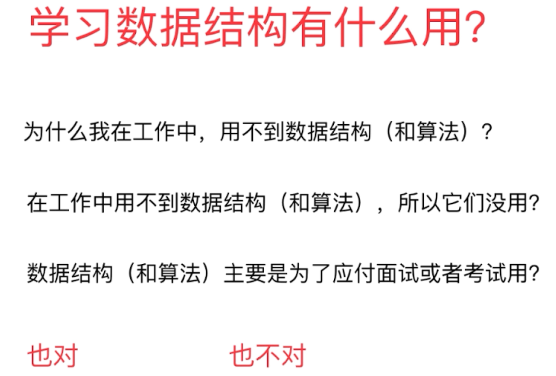 学习数据结构有什么用？
为什么我在工作中，用不到数据结构（和算法）？
在工作中用不到数据结构（和算法），所以它们没用？
数据结构（和算法）主要是为了应付面试或者考试用？
也对 也不对